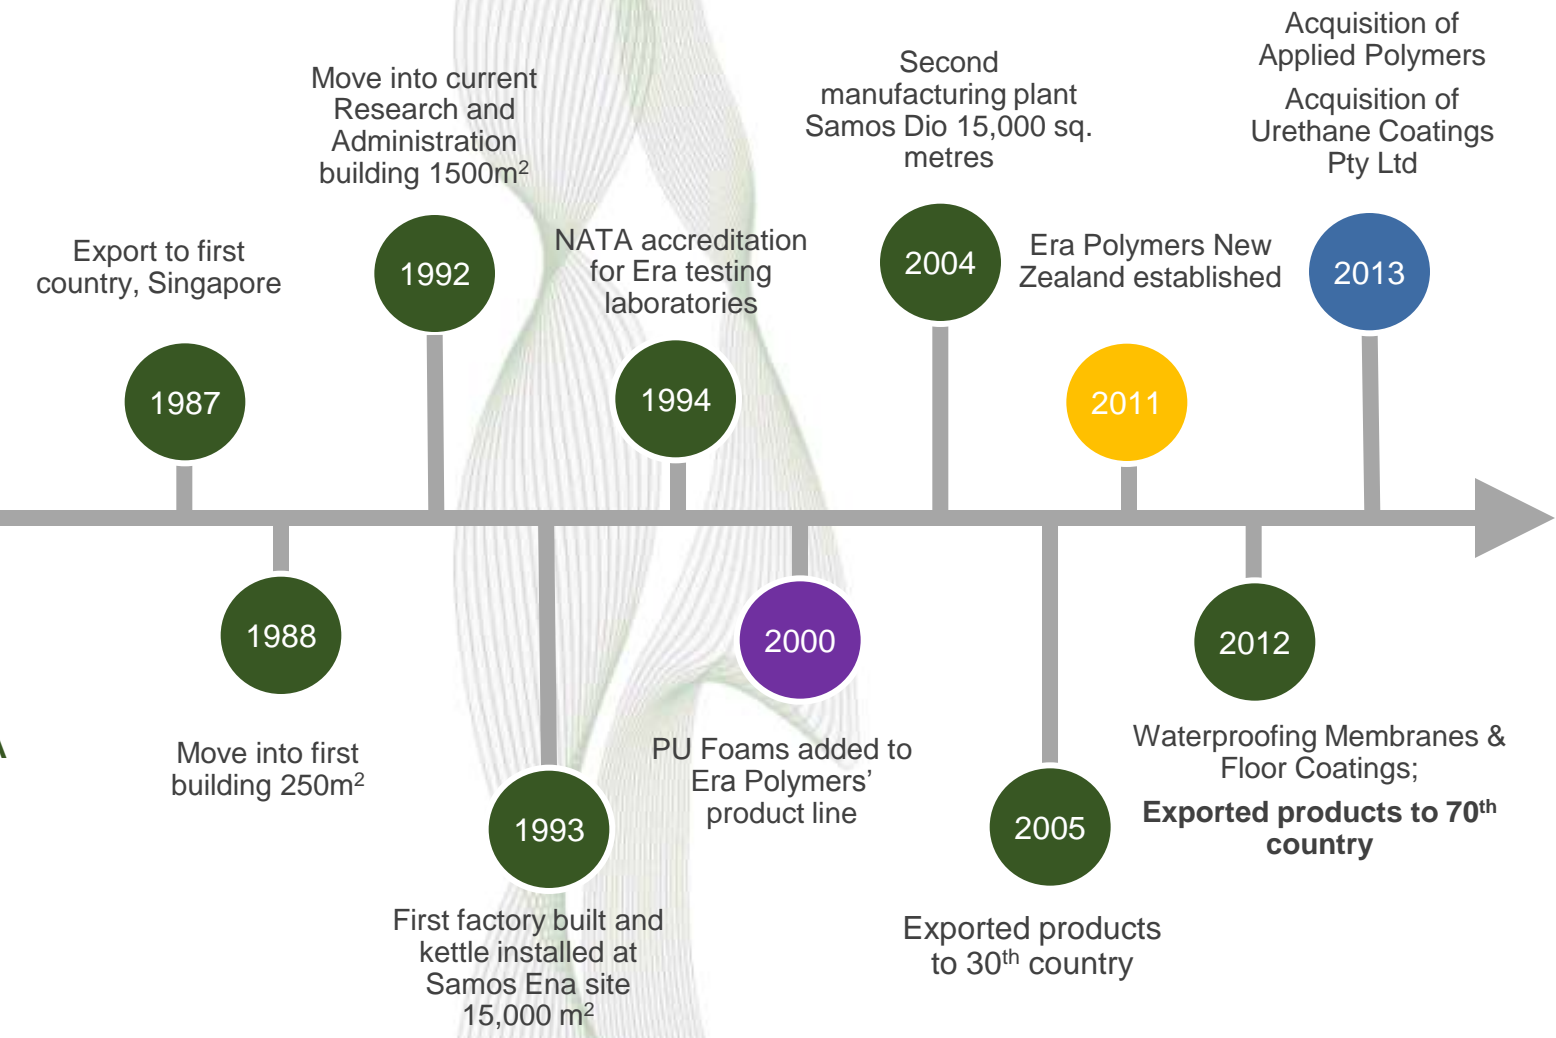 Export to first
country, Singapore
1987
1988
Move into first
building 250m²
Move into current
Research and
Administration
building 1500m²
1992
1993
First factory built and
kettle installed at
Samos Ena site
15,000 m²
NATA accreditation
for Era testing
laboratories
1994
2000
PU Foams added to
Era Polymers’
product line
Second
manufacturing plant
Samos Dio 15,000 sq.
metres
2004
2005
Exported products
to 30th country
Era Polymers New
Zealand established
2011
2012
Waterproofing Membranes &
Floor Coatings;
Exported products to 70th
country
Acquisition of
Applied Polymers
Acquisition of
Urethane Coatings
Pty Ltd
2013